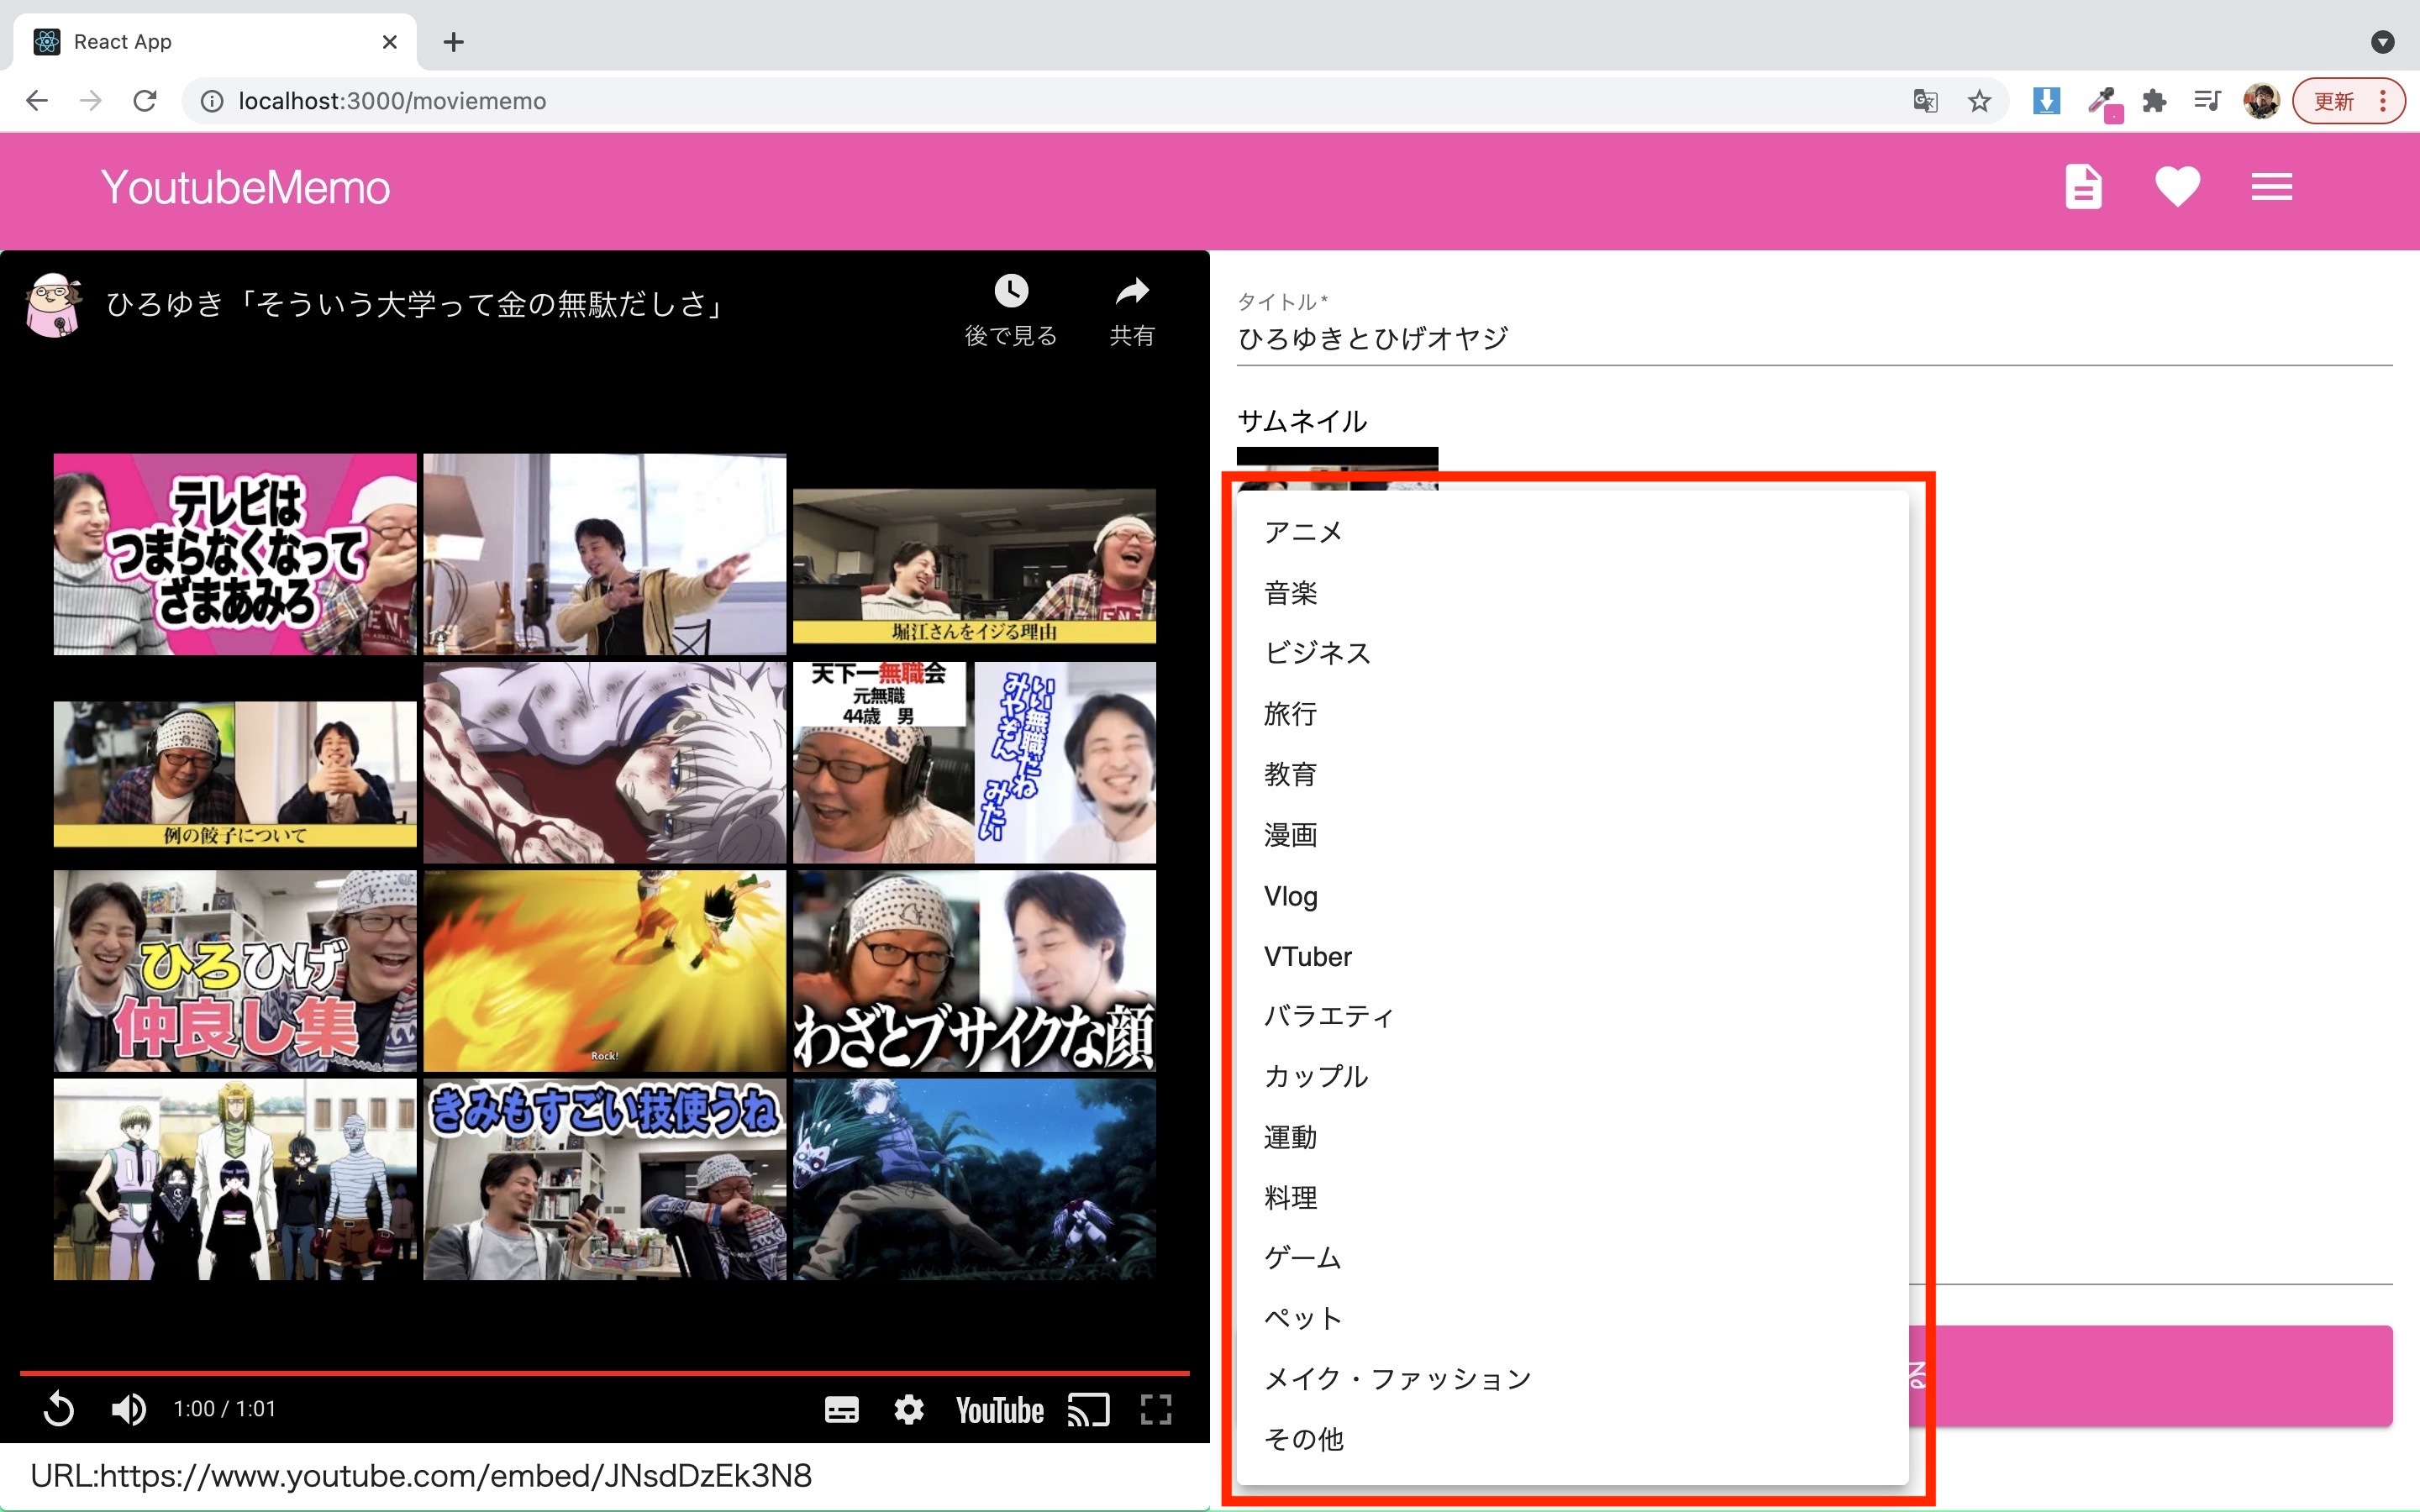 React App
localhost:3000/moviememo
更新
YoutubeMemo
ひろゆき「そういう大学って金の無駄だしさ」
後で見る
共有
テレビは
つまらなくなって
ざまあみろ
堀江さんをイジる理由
例の餃子について
天下一無職会
元無職
44歳 男
いい無職だね
みやぞん みたい
ひろひげ
仲良し集
Rock!
わざとブサイクな顔
きみもすごい技使うね
1:00 / 1:01
YouTube
URL:https://www.youtube.com/embed/JNsdDzEk3N8
タイトル*
ひろゆきとひげオヤジ
サムネイル
アニメ
音楽
ビジネス
旅行
教育
漫画
Vlog
VTuber
バラエティ
カップル
運動
料理
ゲーム
ペット
メイク・ファッション
その他
る